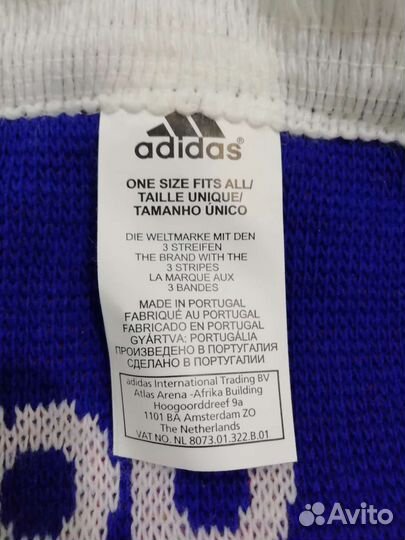 adidas®
ONE SIZE FITS ALL/
TAILLE UNIQUE/
TAMANHO ÚNICO
DIE WELTMARKE MIT DEN
3 STREIFEN
THE BRAND WITH THE
3 STRIPES
LA MARQUE AUX
3 BANDES
MADE IN PORTUGAL
FABRIQUÉ AU PORTUGAL
FABRICADO EN PORTUGAL
GYÁRTVA: PORTUGÁLIA
ПРОИЗВЕДЕНО В ПОРТУГАЛИЯ
СДЕЛАНО В ПОРТУГАЛИИ
adidas International Trading BV
Atlas Arena -Afrika Building
Hoogoorddreef 9a
1101 BA Amsterdam ZO
The Netherlands
VAT NO. NL 8073.01.322.B.01
Avito